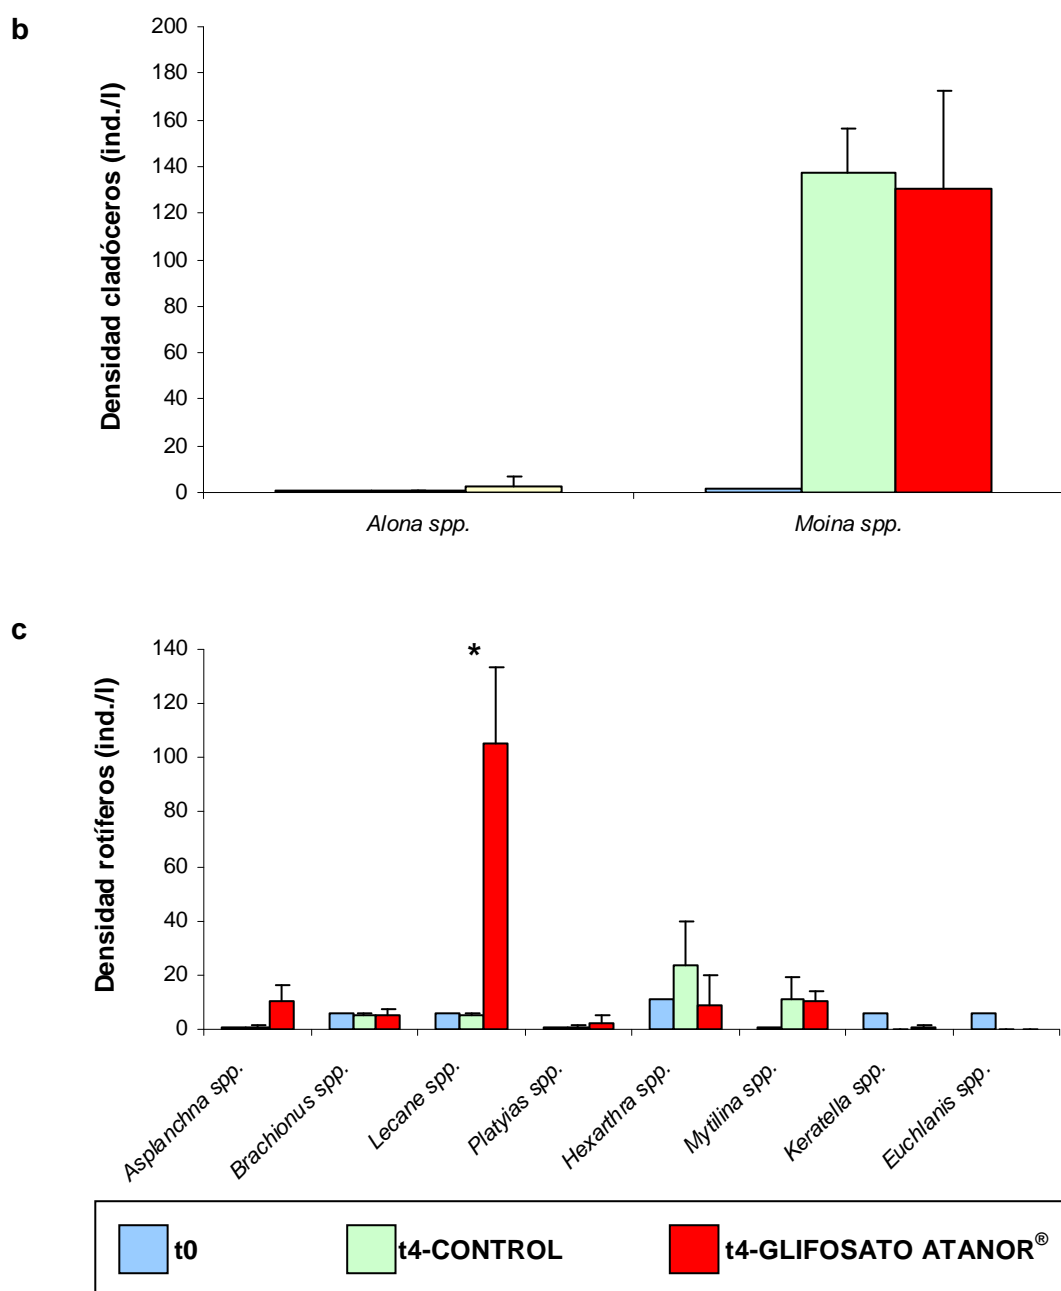 b
Densidad cladóceros (ind./l)
200
180
160
140
120
100
80
60
40
20
0
Alona spp.
Moina spp.
c
Densidad rotíferos (ind./l)
140
120
100
80
60
40
20
0
*
Asplanchna spp.
Brachionus spp.
Lecane spp.
Platyias spp.
Hexarthra spp.
Mytilina spp.
Keratella spp.
Euchlanis spp.
t0
t4-CONTROL
t4-GLIFOSATO ATANOR®